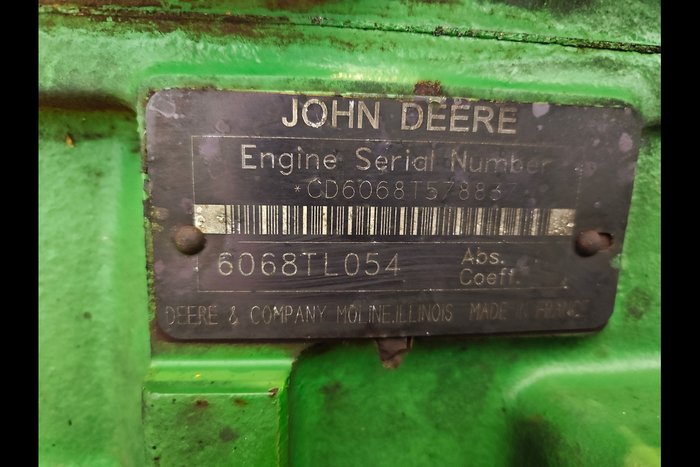 JOHN DEERE
Engine Serial Number
*CD6068T578837
6068TL054
Abs.
Coeff.
DEERE & COMPANY MOLINE,ILLINOIS MADE IN FRANCE